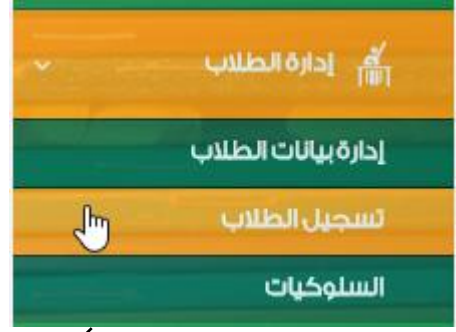 إدارة الطلاب
إدارة بيانات الطلاب
تسجيل الطلاب
السلوكيات